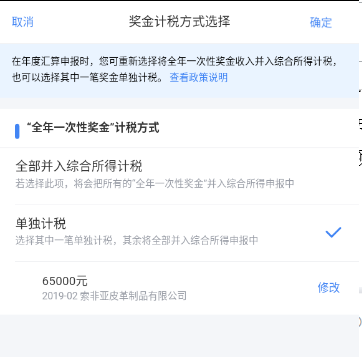 取消
奖金计税方式选择
确定
在年度汇算申报时，您可重新选择将全年一次性奖金收入并入综合所得计税，
也可以选择其中一笔奖金单独计税。 查看政策说明
“全年一次性奖金”计税方式
全部并入综合所得计税
若选择此项，将会把所有的“全年一次性奖金”并入综合所得申报中
单独计税
选择其中一笔单独计税，其余将全部并入综合所得申报中
65000元
修改
2019-02 索非亚皮革制品有限公司